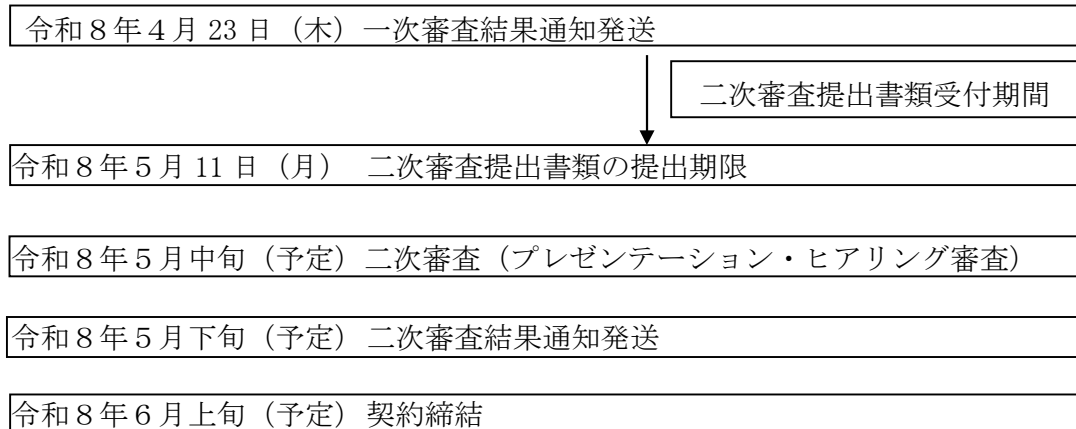 令和８年４月 23 日（木）一次審査結果通知発送
二次審査提出書類受付期間
令和８年５月 11 日（月） 二次審査提出書類の提出期限
令和８年５月中旬（予定）二次審査（プレゼンテーション・ヒアリング審査）
令和８年５月下旬（予定）二次審査結果通知発送
令和８年６月上旬（予定）契約締結